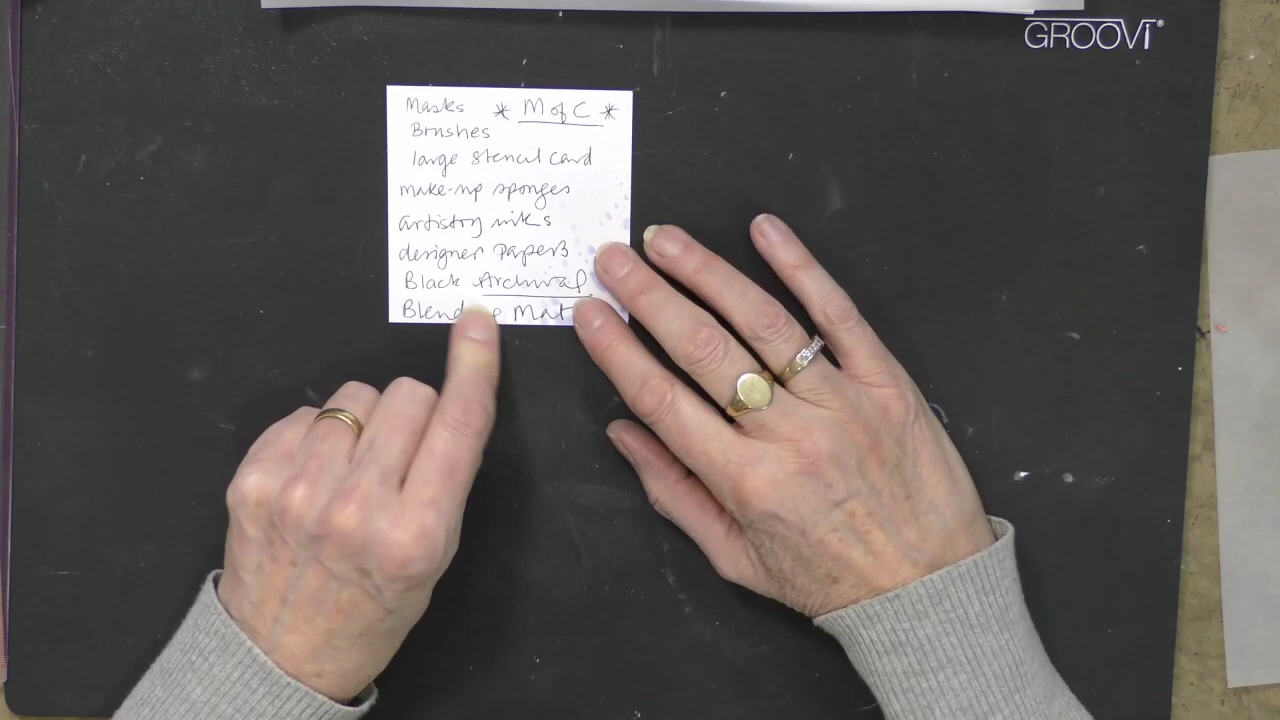 GROOVI®
Masks * M of C *
Brushes
large stencil card
make-up sponges
artistry inks
designer papers
Black Archival
Mat